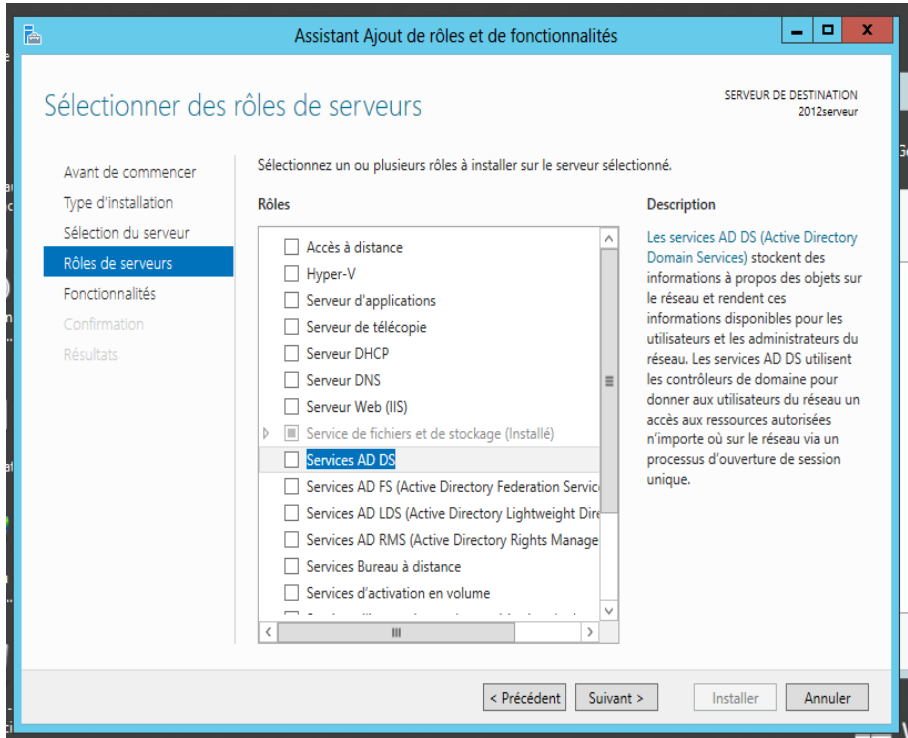 Assistant Ajout de rôles et de fonctionnalités
Sélectionner des rôles de serveurs
SERVEUR DE DESTINATION
2012serveur
Avant de commencer
Type d'installation
Sélection du serveur
Rôles de serveurs
Fonctionnalités
Confirmation
Résultats
Sélectionnez un ou plusieurs rôles à installer sur le serveur sélectionné.
Rôles
Accès à distance
Hyper-V
Serveur d'applications
Serveur de télécopie
Serveur DHCP
Serveur DNS
Serveur Web (IIS)
Service de fichiers et de stockage (Installé)
Services AD DS
Services AD FS (Active Directory Federation Servic
Services AD LDS (Active Directory Lightweight Dire
Services AD RMS (Active Directory Rights Manage
Services Bureau à distance
Services d'activation en volume
Description
Les services AD DS (Active Directory
Domain Services) stockent des
informations à propos des objets sur
le réseau et rendent ces
informations disponibles pour les
utilisateurs et les administrateurs du
réseau. Les services AD DS utilisent
les contrôleurs de domaine pour
donner aux utilisateurs du réseau un
accès aux ressources autorisées
n'importe où sur le réseau via un
processus d'ouverture de session
unique.
< Précédent
Suivant >
Installer
Annuler